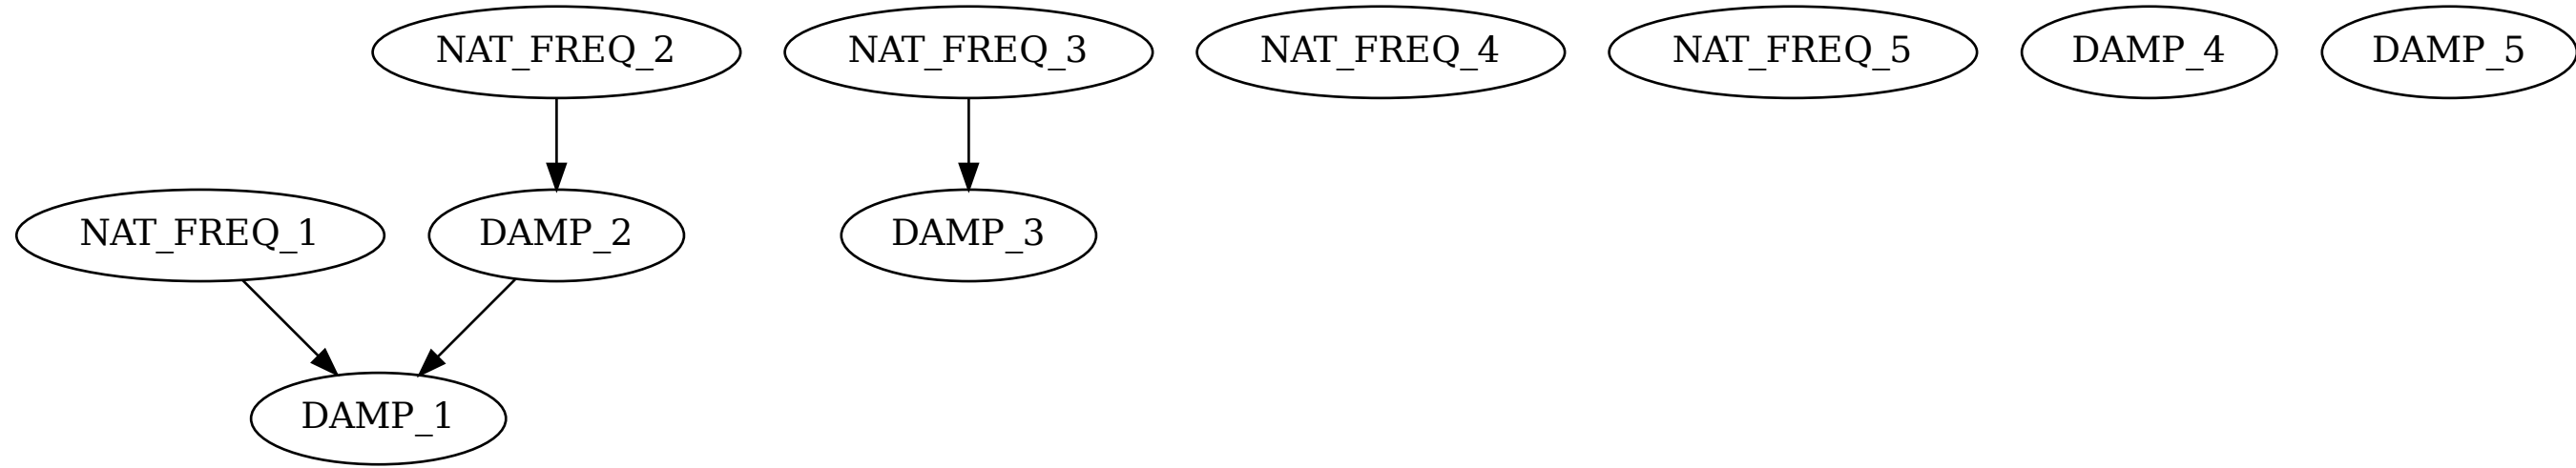 NAT_FREQ_2
NAT_FREQ_3
NAT_FREQ_4
NAT_FREQ_5
DAMP_4
DAMP_5
NAT_FREQ_1
DAMP_2
DAMP_3
DAMP_1